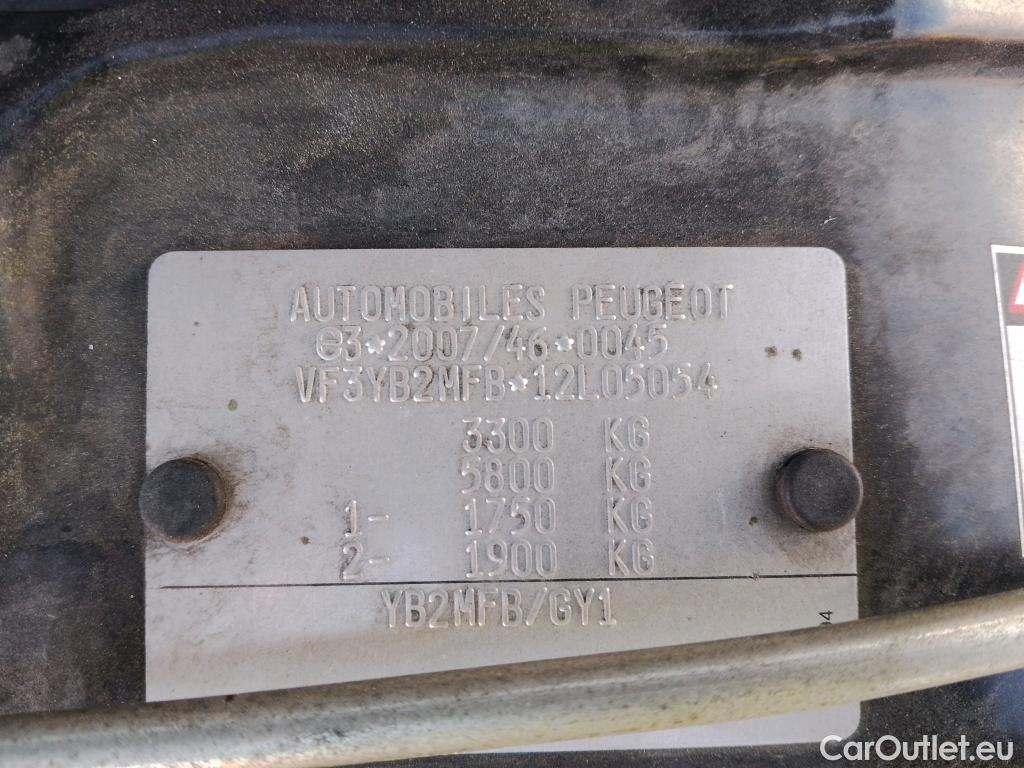 AUTOMOBILES PEUGEOT
e3*2007/46*0045
VF3YB2MFB*12L05054
3300 KG
5800 KG
1- 1750 KG
2- 1900 KG
YB2MFB/GY1
CarOutlet.eu